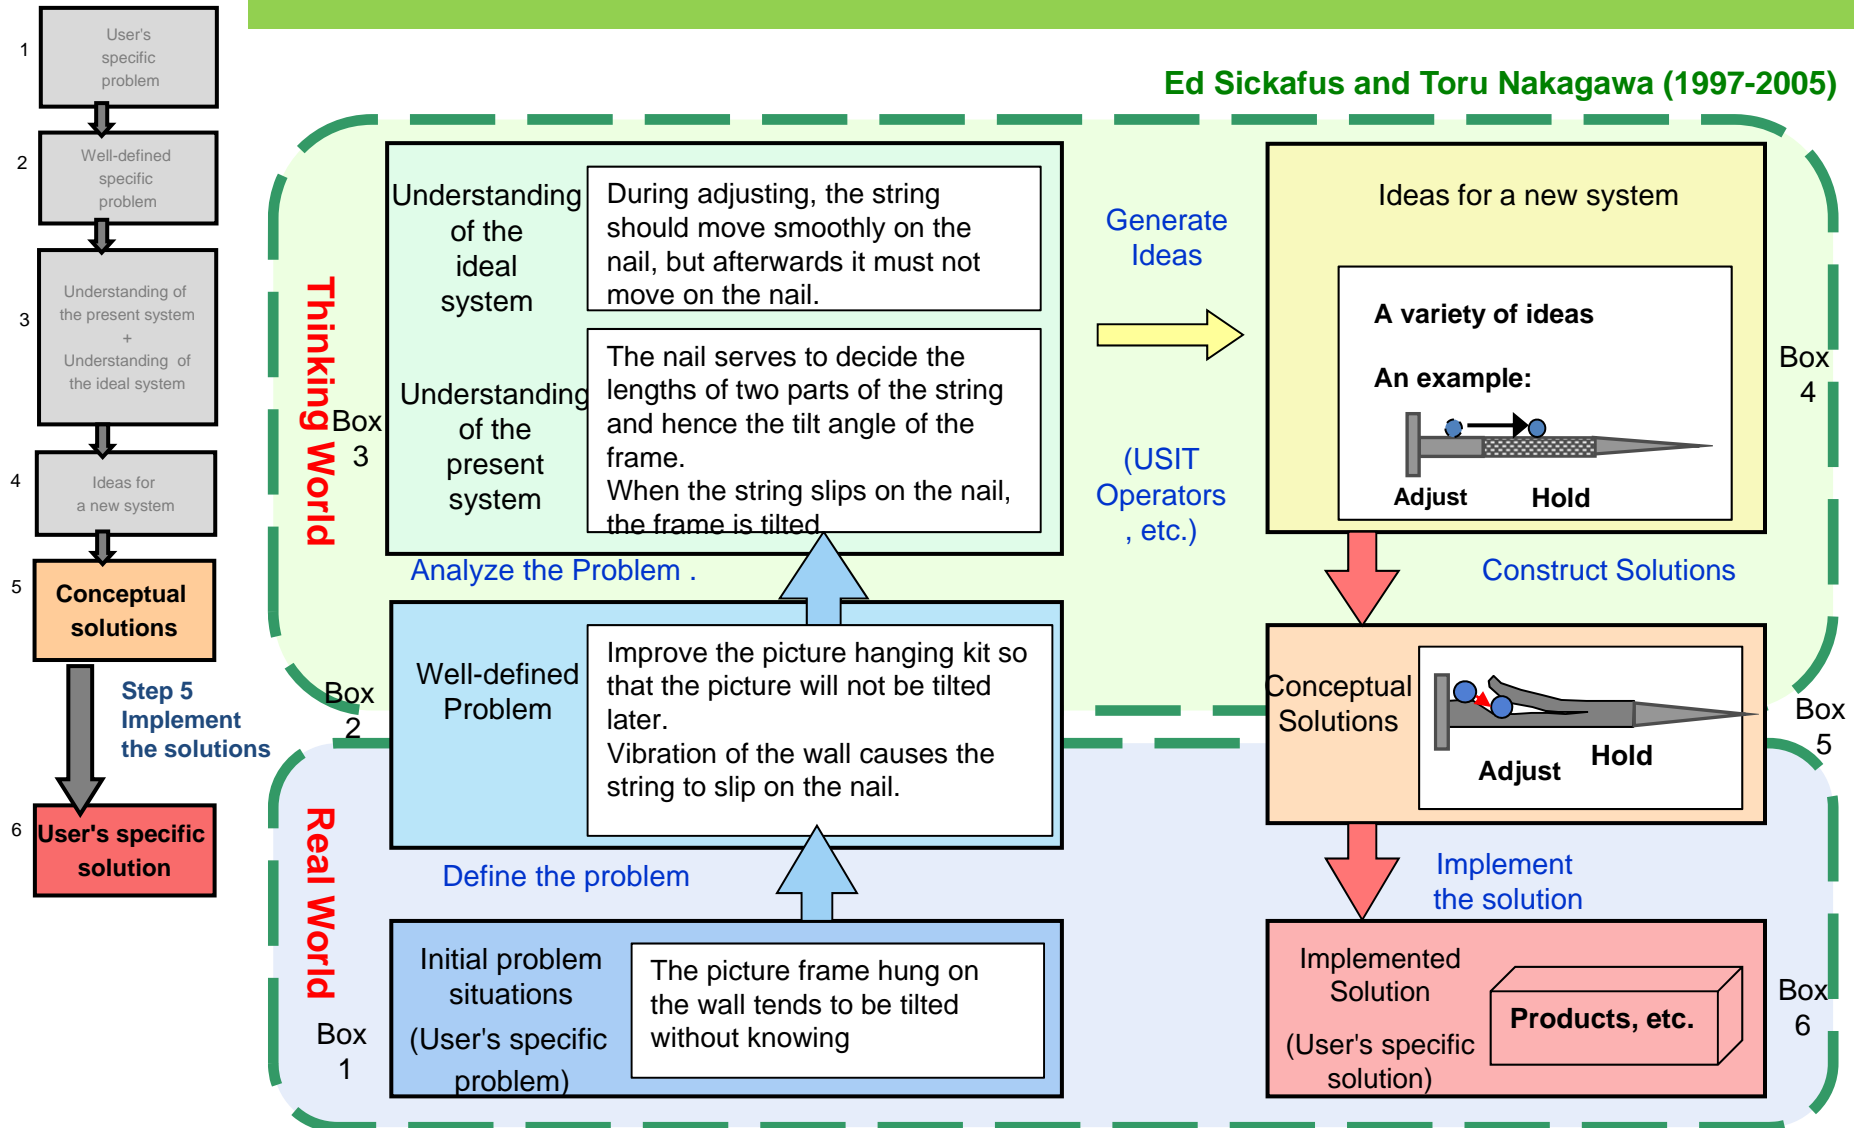 1
User's
specific
problem
2
Well-defined
specific
problem
3
Understanding of
the present system
+
Understanding of
the ideal system
4
Ideas for
a new system
5
Conceptual
solutions
Step 5
Implement
the solutions
6
User's specific
solution
Ed Sickafus and Toru Nakagawa (1997-2005)
Thinking World
Box
3
Understanding
of the
ideal
system
During adjusting, the string
should move smoothly on the
nail, but afterwards it must not
move on the nail.
Understanding
of the
present
system
The nail serves to decide the
lengths of two parts of the string
and hence the tilt angle of the
frame.
When the string slips on the nail,
the frame is tilted.
Generate
Ideas
(USIT
Operators
, etc.)
Ideas for a new system
A variety of ideas
An example:
Adjust
Hold
Box
4
Analyze the Problem .
Construct Solutions
Box
2
Well-defined
Problem
Improve the picture hanging kit so
that the picture will not be tilted
later.
Vibration of the wall causes the
string to slip on the nail.
Conceptual
Solutions
Adjust
Hold
Box
5
Real World
Define the problem
Implement
the solution
Box
1
Initial problem
situations
(User's specific
problem)
The picture frame hung on
the wall tends to be tilted
without knowing
Implemented
Solution
(User's specific
solution)
Products, etc.
Box
6